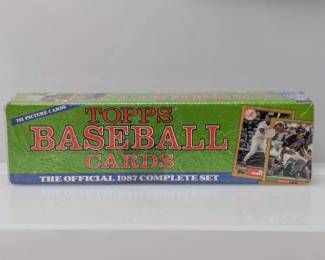 792 PICTURE CARDS
TOPPS
BASEBALL
CARDS
THE OFFICIAL 1987 COMPLETE SET